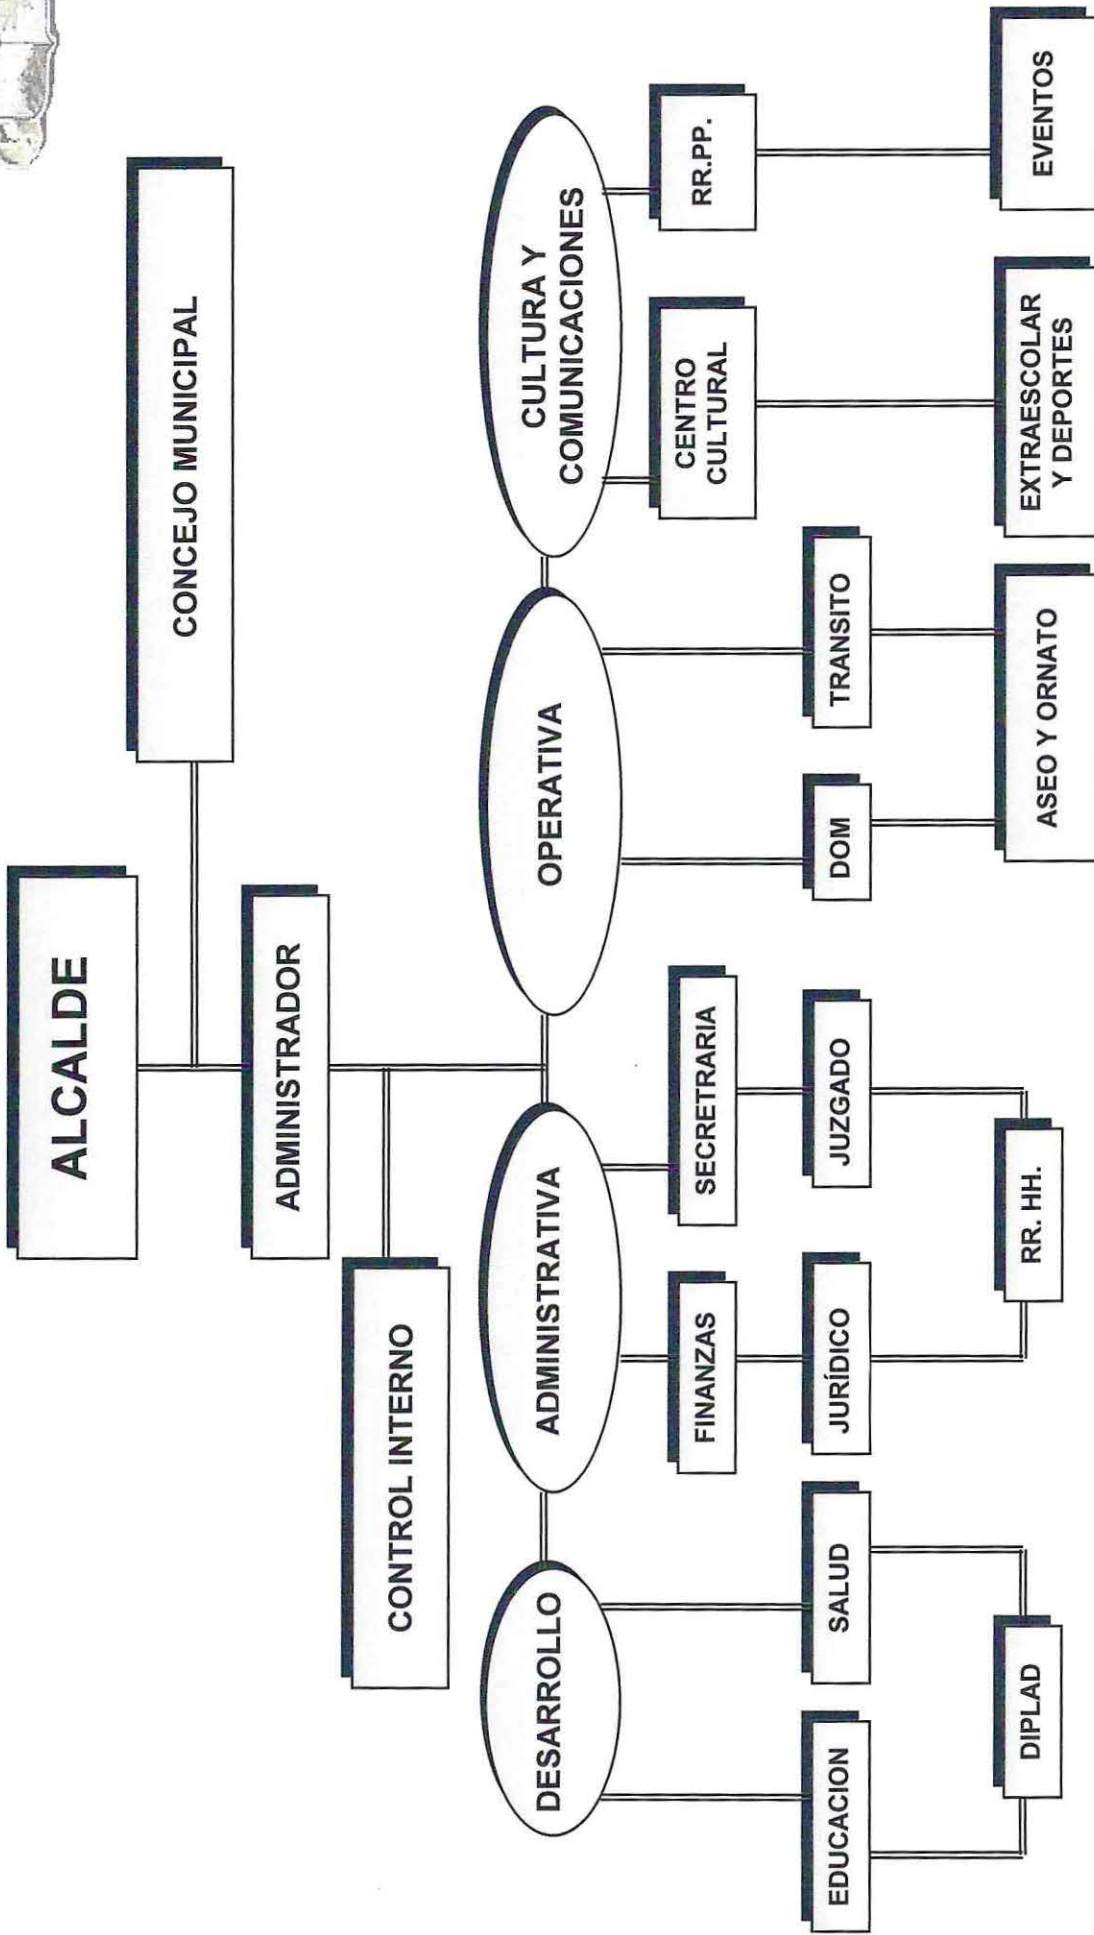 ALCALDE
CONCEJO MUNICIPAL
ADMINISTRADOR
CONTROL INTERNO
DESARROLLO
ADMINISTRATIVA
OPERATIVA
CULTURA Y
COMUNICACIONES
FINANZAS
SECRETRARIA
CENTRO
CULTURAL
RR.PP.
EDUCACION
SALUD
JURÍDICO
JUZGADO
DOM
TRANSITO
DIPLAD
RR. HH.
ASEO Y ORNATO
EXTRAESCOLAR
Y DEPORTES
EVENTOS